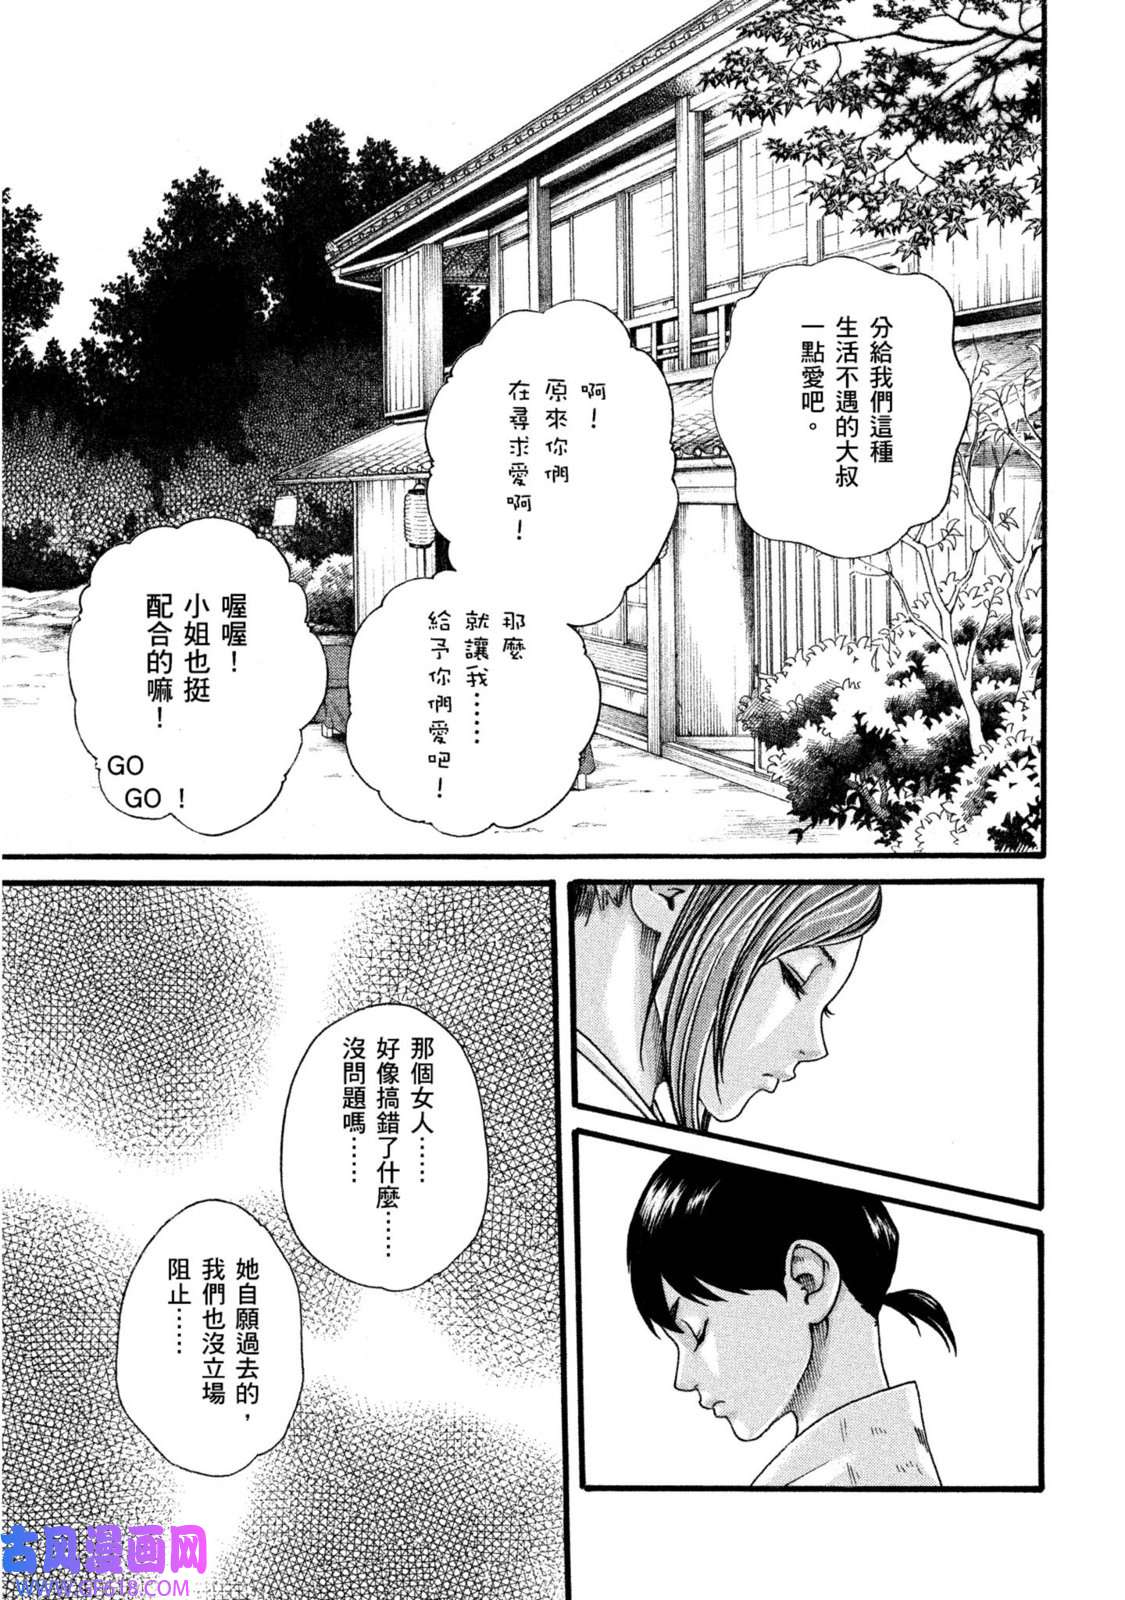 分給我們這種
生活不遇的大叔
一點愛吧。
啊！
原來你們
在尋求愛啊！
那麼
就讓我……
給予你們愛吧！
喔喔！
小姐也挺
配合的嘛！
GO
GO！
那個女人……
好像搞錯了什麼……
沒問題嗎……
她自願過去的，
我們也沒立場
阻止……
古风漫画网
WWW.GF618.COM